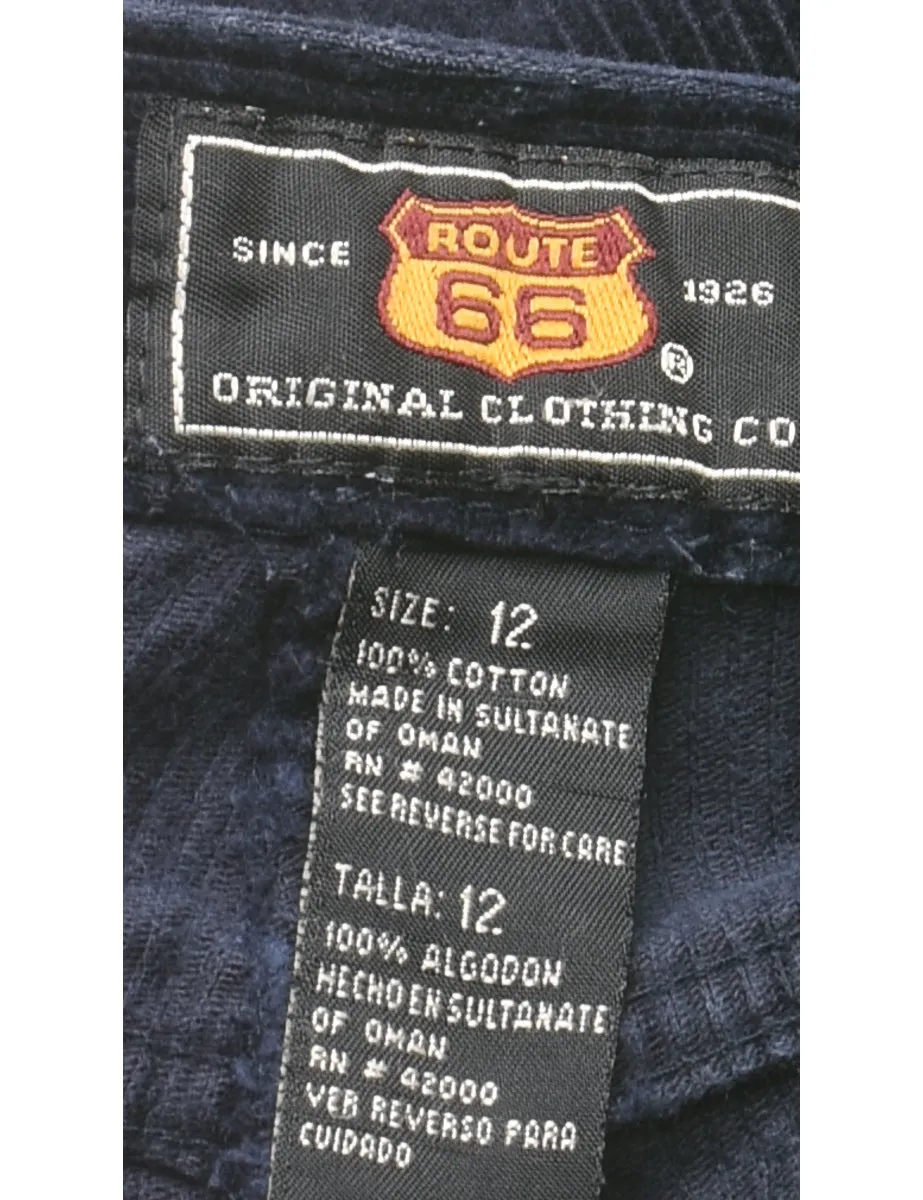 SINCE ROUTE 66 1926
®
ORIGINAL CLOTHING CO
SIZE: 12
100% COTTON
MADE IN SULTANATE
OF OMAN
RN # 42000
SEE REVERSE FOR CARE
TALLA: 12
100% ALGODON
HECHO EN SULTANATE
OF OMAN
RN # 42000
VER REVERSO PARA
CUIDADO